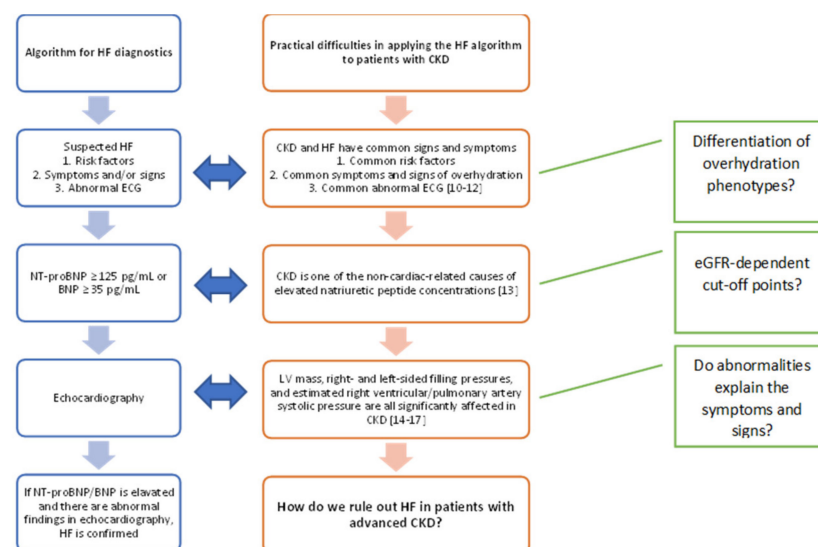 Algorithm for HF diagnostics
Practical difficulties in applying the HF algorithm
to patients with CKD
Suspected HF
1. Risk factors
2. Symptoms and/or signs
3. Abnormal ECG
CKD and HF have common signs and symptoms
1. Common risk factors
2. Common symptoms and signs of overhydration
3. Common abnormal ECG [10-12]
Differentiation of
overhydration
phenotypes?
NT-proBNP ≥125 pg/mL or
BNP ≥35 pg/mL
CKD is one of the non-cardiac-related causes of
elevated natriuretic peptide concentrations [13]
eGFR-dependent
cut-off points?
Echocardiography
LV mass, right- and left-sided filling pressures,
and estimated right ventricular/pulmonary artery
systolic pressure are all significantly affected in
CKD [14-17]
Do abnormalities
explain the
symptoms and
signs?
If NT-proBNP/BNP is elavated
and there are abnormal
findings in echocardiography,
HF is confirmed
How do we rule out HF in patients with
advanced CKD?